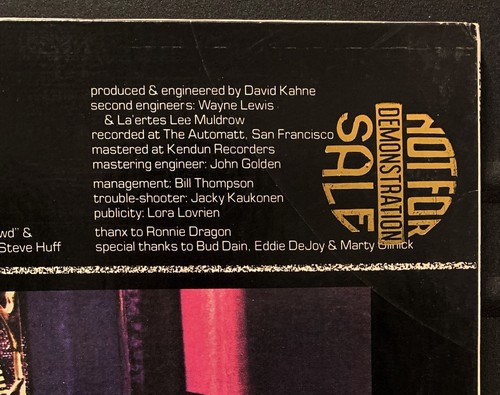 produced & engineered by David Kahne
second engineers: Wayne Lewis
& La'ertes Lee Muldrow
recorded at The Automatt, San Francisco
mastered at Kendun Recorders
mastering engineer: John Golden
management: Bill Thompson
trouble-shooter: Jacky Kaukonen
publicity: Lora Lovrien
wd" &
thanx to Ronnie Dragon
Steve Huff
special thanks to Bud Dain, Eddie DeJoy & Marty
NOT FOR
DEMONSTRATION
SALE